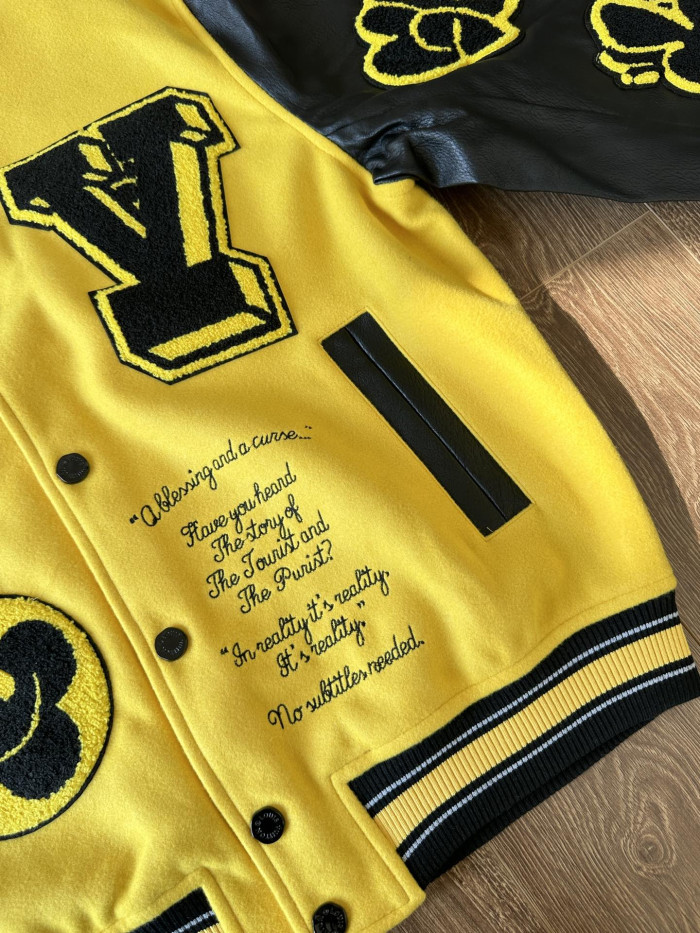 Y
"A blessing and a curse..."
Have you heard
The story of
The Tourist and
The Purist?
"In reality it's reality,
It's reality."
No subtitles needed.